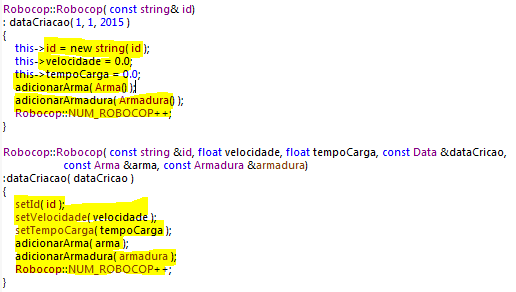 Robocop::Robocop( const string& id)
: dataCriacao( 1, 1, 2015 )
{
this->id = new string( id );
this->velocidade = 0.0;
this->tempoCarga = 0.0;
adicionarArma( Arma() );
adicionarArmadura( Armadura() );
Robocop::NUM_ROBOCOP++;
}
Robocop::Robocop( const string &id, float velocidade, float tempoCarga, const Data &dataCricao,
const Arma &arma, const Armadura &armadura)
:dataCriacao( dataCricao )
{
setId( id );
setVelocidade( velocidade );
setTempoCarga( tempoCarga );
adicionarArma( arma );
adicionarArmadura( armadura );
Robocop::NUM_ROBOCOP++;
}